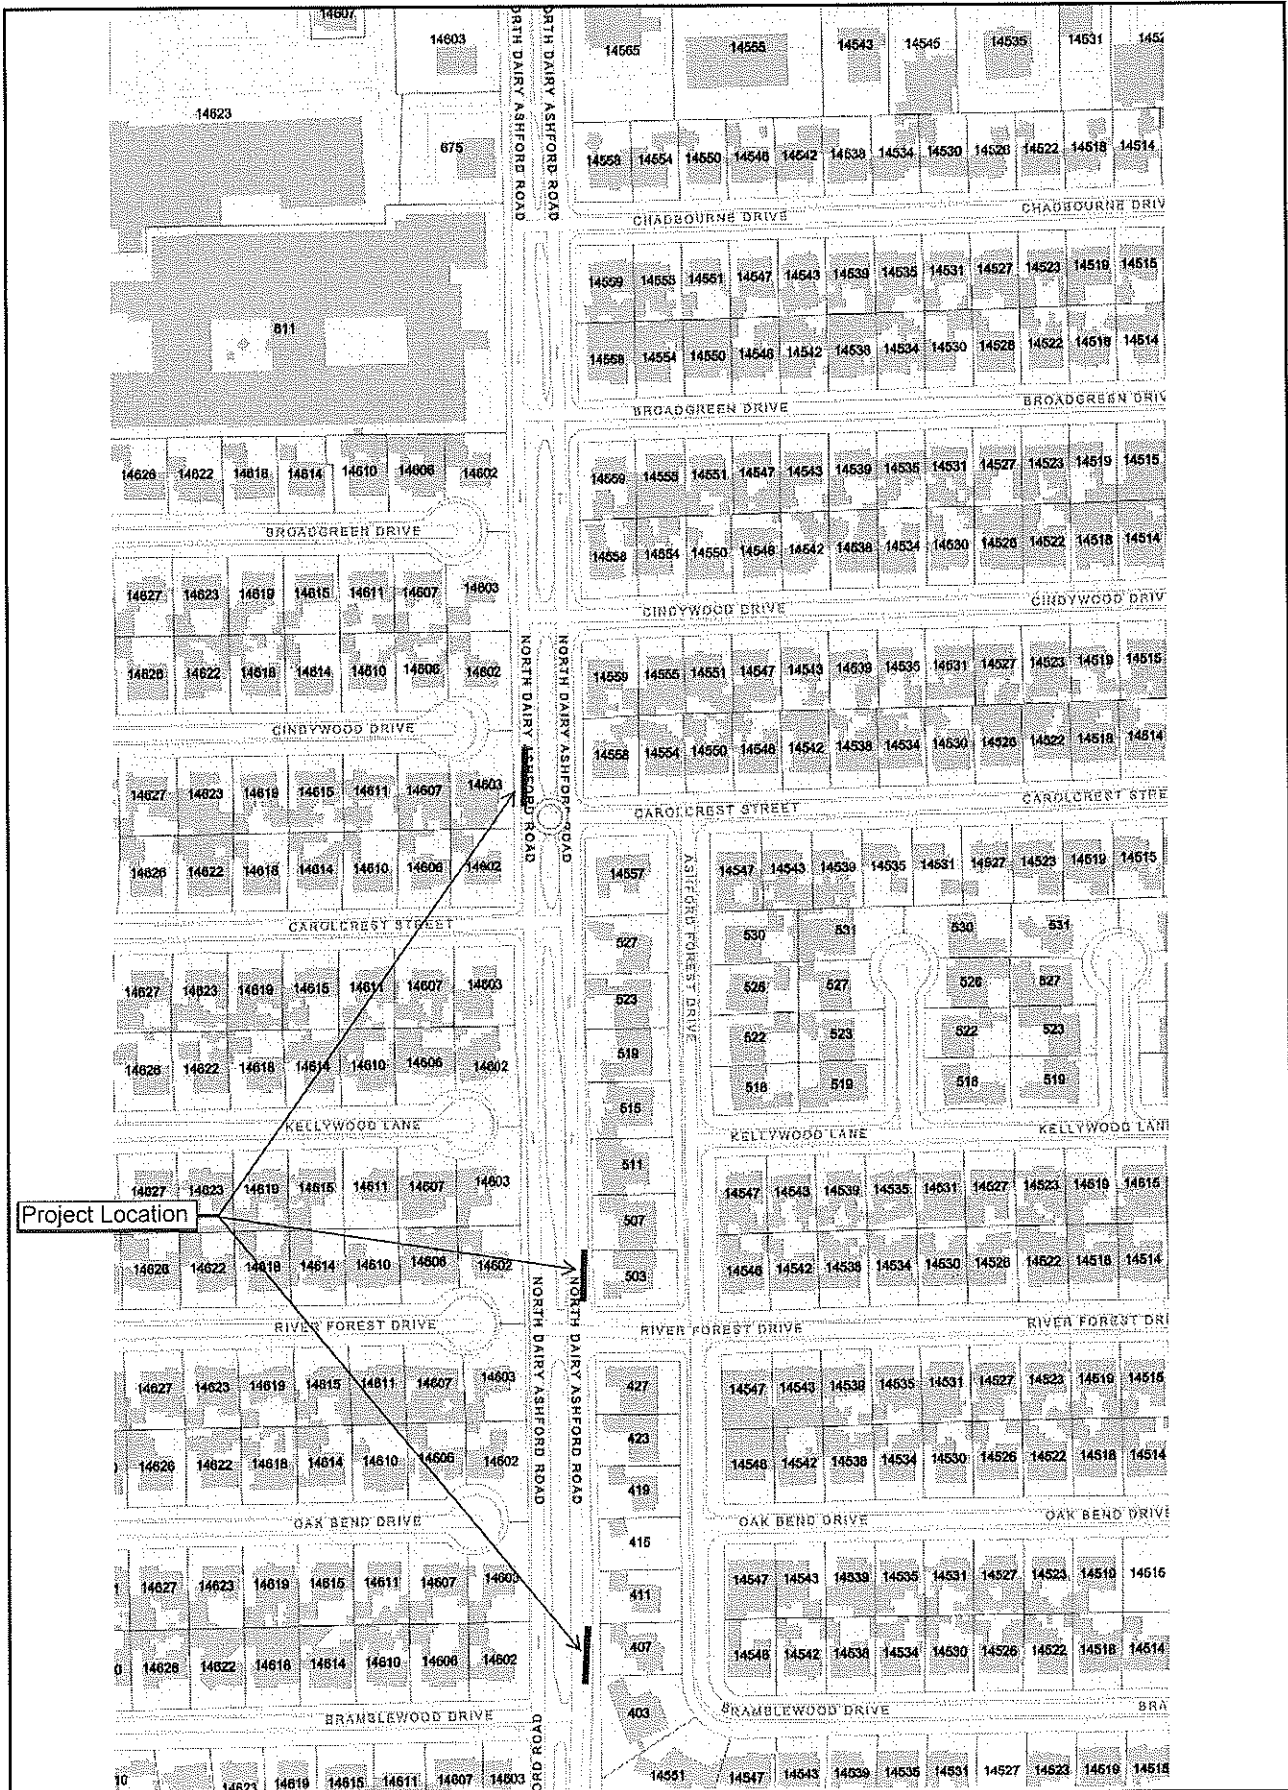 14607
14603
14565 14555 14543 14545 14535 14531
14623
675
NORTH DAIRY ASHFORD ROAD
NORTH DAIRY ASHFORD ROAD
14558 14554 14550 14546 14542 14538 14534 14530 14526 14522 14518 14514
CHADBOURNE DRIVE
CHADBOURNE DRIV
14559 14555 14551 14547 14543 14539 14535 14531 14527 14523 14519 14515
611
14558 14554 14550 14546 14542 14538 14534 14530 14526 14522 14518 14514
BROADGREEN DRIVE
BROADGREEN DRIV
14626 14622 14618 14614 14610 14606 14602
14559 14555 14551 14547 14543 14539 14535 14531 14527 14523 14519 14515
BROADGREEN DRIVE
14558 14554 14550 14546 14542 14538 14534 14530 14526 14522 14518 14514
14627 14623 14619 14615 14611 14607 14603
CINDYWOOD DRIVE
CINDYWOOD DRIV
14626 14622 14618 14614 14610 14606 14602
NORTH DAIRY ASHFORD ROAD
NORTH DAIRY ASHFORD ROAD
14559 14555 14551 14547 14543 14539 14535 14531 14527 14523 14519 14515
CINDYWOOD DRIVE
14558 14554 14550 14546 14542 14538 14534 14530 14526 14522 14518 14514
14627 14623 14619 14615 14611 14607 14603
CAROLCREST STREET
CAROLCREST STREE
14626 14622 14618 14614 14610 14606 14602
14557
ASHFORD FOREST DRIVE
14547 14543 14539 14535 14531 14527 14523 14519 14515
CAROLCREST STREET
527
530 531 530 531
14627 14623 14619 14615 14611 14607 14603
523
526 527 526 527
14626 14622 14618 14614 14610 14606 14602
519
522 523 522 523
515
518 519 518 519
KELLYWOOD LANE
KELLYWOOD LANE
KELLYWOOD LAN
14627 14623 14619 14615 14611 14607 14603
511
14547 14543 14539 14535 14531 14527 14523 14519 14515
Project Location
507
14626 14622 14618 14614 14610 14606 14602
503
14546 14542 14538 14534 14530 14526 14522 14518 14514
NORTH DAIRY ASHFORD ROAD
NORTH DAIRY ASHFORD ROAD
RIVER FOREST DRIVE
RIVER FOREST DRIVE
RIVER FOREST DRI
14627 14623 14619 14615 14611 14607 14603
427
14547 14543 14539 14535 14531 14527 14523 14519 14515
423
14626 14622 14618 14614 14610 14606 14602
14546 14542 14538 14534 14530 14526 14522 14518 14514
419
OAK BEND DRIVE
OAK BEND DRIVE
OAK BEND DRIVE
415
14627 14623 14619 14615 14611 14607 14603
411
14547 14543 14539 14535 14531 14527 14523 14519 14515
407
14626 14622 14618 14614 14610 14606 14602
14546 14542 14538 14534 14530 14526 14522 14518 14514
403
BRAMBLEWOOD DRIVE
BRAMBLEWOOD DRIVE
BRA
ORD ROAD
10 14623 14619 14615 14611 14607 14603
14551 14547 14543 14539 14535 14531 14527 14523 14519 14515